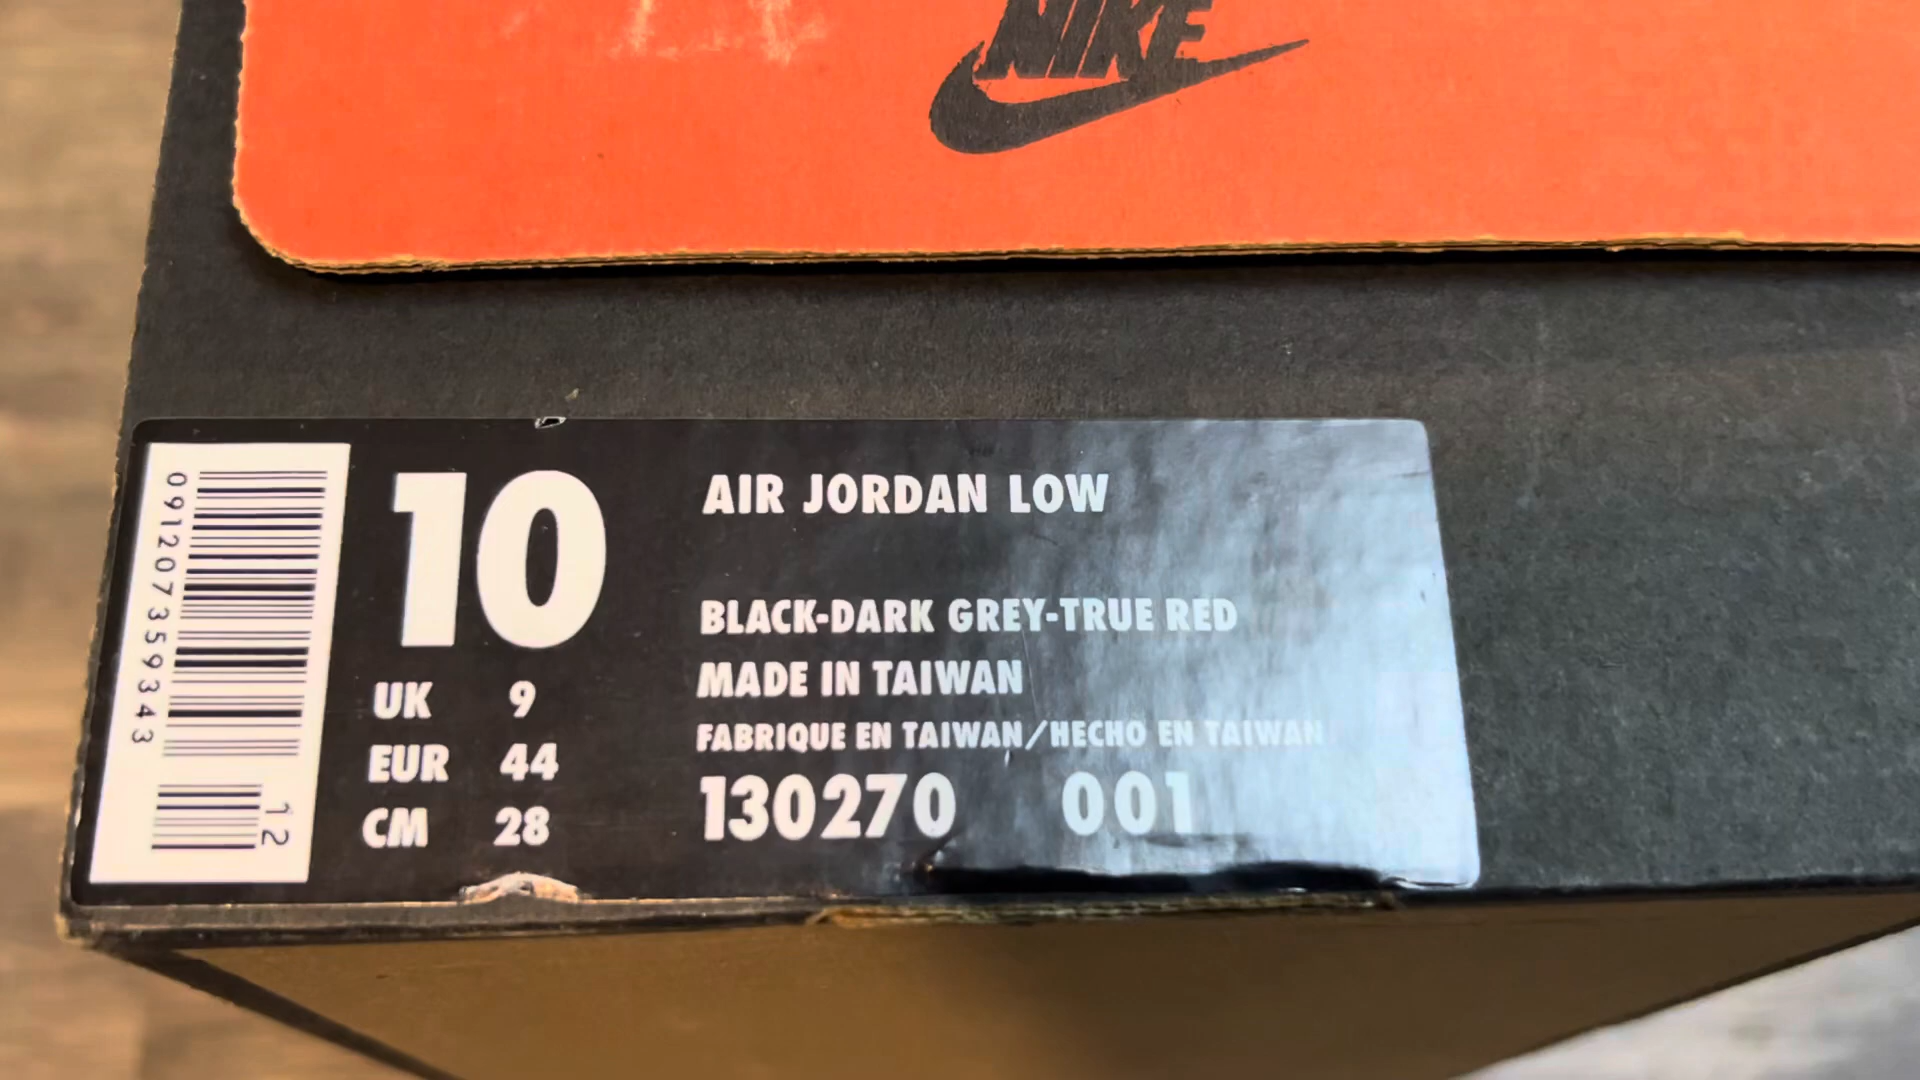 NIKE
10
AIR JORDAN LOW
BLACK-DARK GREY-TRUE RED
MADE IN TAIWAN
FABRIQUE EN TAIWAN/HECHO EN TAIWAN
130270 001
UK 9
EUR 44
CM 28
091207359343
12